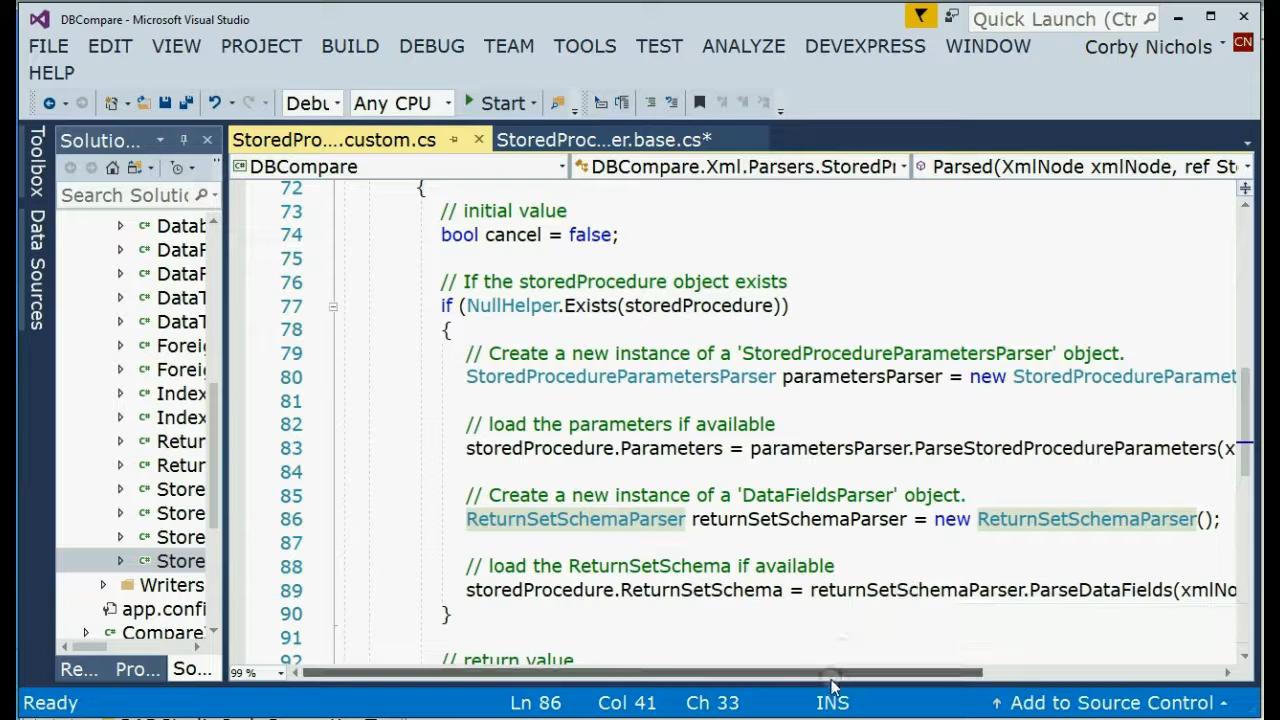 DBCompare - Microsoft Visual Studio
Quick Launch (Ctr
FILE EDIT VIEW PROJECT BUILD DEBUG TEAM TOOLS TEST ANALYZE DEVEXPRESS WINDOW Corby Nichols CN
HELP
Debu Any CPU Start
Toolbox
Data Sources
Solutio...
Search Solutic
Datab
DataF
DataF
DataT
DataT
Foreig
Foreig
Index
Index
Retur
Retur
Store
Store
Store
Store
Writers
app.confi
Compare
Re... Pro... So...
StoredPro....custom.cs StoredProc...er.base.cs*
DBCompare DBCompare.Xml.Parsers.StoredPr Parsed(XmlNode xmlNode, ref St
72 {
73 // initial value
74 bool cancel = false;
75
76 // If the storedProcedure object exists
77 if (NullHelper.Exists(storedProcedure))
78 {
79 // Create a new instance of a 'StoredProcedureParametersParser' object.
80 StoredProcedureParametersParser parametersParser = new StoredProcedureParamet
81
82 // load the parameters if available
83 storedProcedure.Parameters = parametersParser.ParseStoredProcedureParameters(x
84
85 // Create a new instance of a 'DataFieldsParser' object.
86 ReturnSetSchemaParser returnSetSchemaParser = new ReturnSetSchemaParser();
87
88 // load the ReturnSetSchema if available
89 storedProcedure.ReturnSetSchema = returnSetSchemaParser.ParseDataFields(xmlNo
90 }
91
92 // return value
99 %
Ready Ln 86 Col 41 Ch 33 INS Add to Source Control